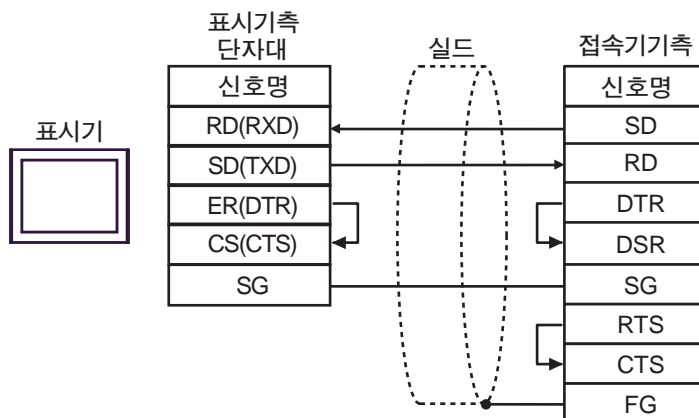 표시기측
단자대
실드
접속기기측
신호명
신호명
표시기
RD(RXD)
SD
SD(TXD)
RD
ER(DTR)
DTR
CS(CTS)
DSR
SG
SG
RTS
CTS
FG